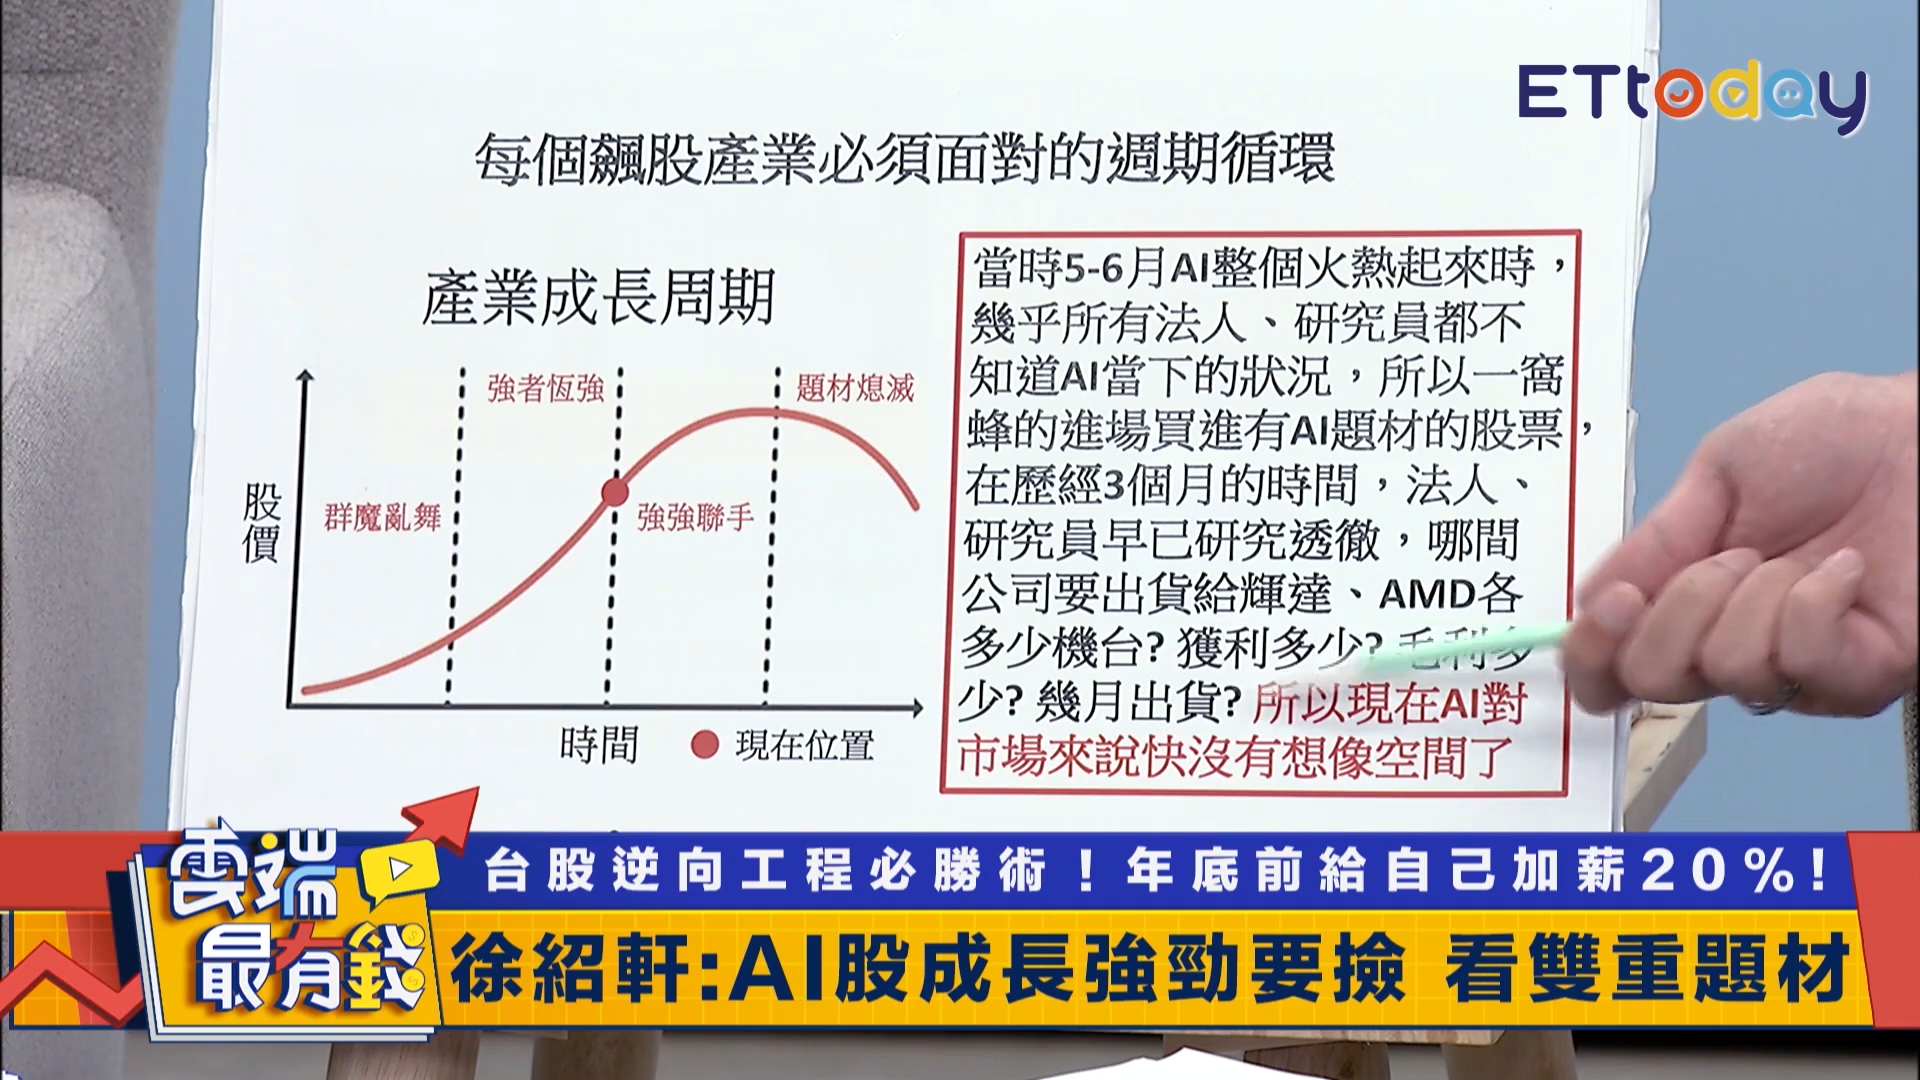 ETtoday
每個飆股產業必須面對的週期循環
產業成長周期
強者恆強
題材熄滅
群魔亂舞
強強聯手
股價
時間
現在位置
當時5-6月AI整個火熱起來時，
幾乎所有法人、研究員都不
知道AI當下的狀況，所以一窩
蜂的進場買進有AI題材的股票，
在歷經3個月的時間，法人、
研究員早已研究透徹，哪間
公司要出貨給輝達、AMD各
多少機台? 獲利多少? 毛利多
少? 幾月出貨? 所以現在AI對
市場來說快沒有想像空間了
雲端最有錢
台股逆向工程必勝術！年底前給自己加薪20%!
徐紹軒:AI股成長強勁要撿 看雙重題材